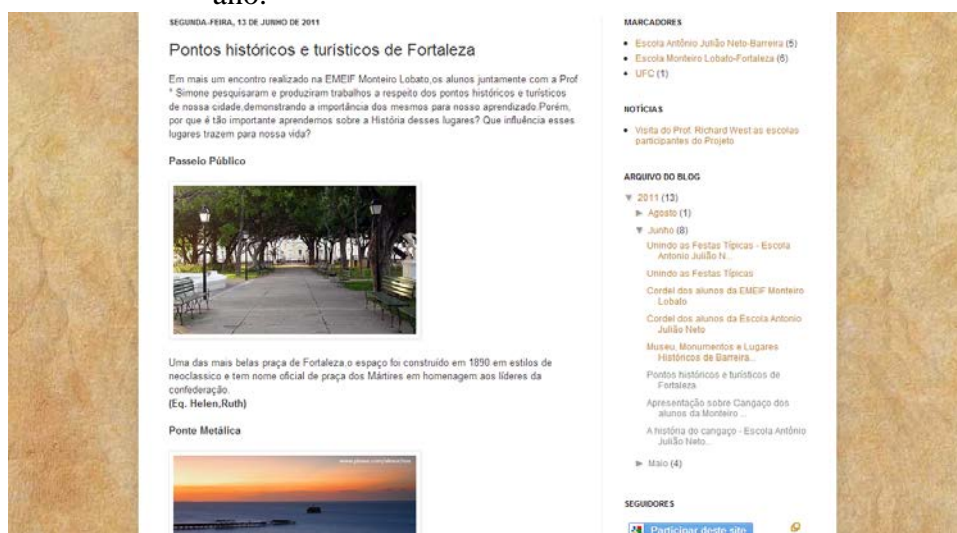 ano.
SEGUNDA-FEIRA, 13 DE JUNHO DE 2011
Pontos históricos e turísticos de Fortaleza
Em mais um encontro realizado na EMEIF Monteiro Lobato,os alunos juntamente com a Prof
ª Simone pesquisaram e produziram trabalhos a respeito dos pontos históricos e turísticos
de nossa cidade,demonstrando a importância dos mesmos para nosso aprendizado.Porém,
por que é tão importante aprendemos sobre a História desses lugares? Que influência esses
lugares trazem para nossa vida?
Passeio Público
Uma das mais belas praça de Fortaleza,o espaço foi construído em 1890 em estilos de
neoclassico e tem nome oficial de praça dos Mártires em homenagem aos líderes da
confederação.
(Eq. Helen,Ruth)
Ponte Metálica
MARCADORES
Escola Antônio Julião Neto-Barreira (5)
Escola Monteiro Lobato-Fortaleza (6)
UFC (1)
NOTÍCIAS
Visita do Prof. Richard West as escolas
participantes do Projeto
ARQUIVO DO BLOG
▼ 2011 (13)
► Agosto (1)
▼ Junho (8)
Unindo as Festas Típicas - Escola
Antonio Julião N...
Unindo as Festas Típicas
Cordel dos alunos da EMEIF Monteiro
Lobato
Cordel dos alunos da Escola Antonio
Julião Neto
Museu, Monumentos e Lugares
Históricos de Barreira...
Pontos históricos e turísticos de
Fortaleza
Apresentação sobre Cangaço dos
alunos da Monteiro ...
A história do cangaço - Escola Antônio
Julião Neto...
► Maio (4)
SEGUIDORES
Participar deste site